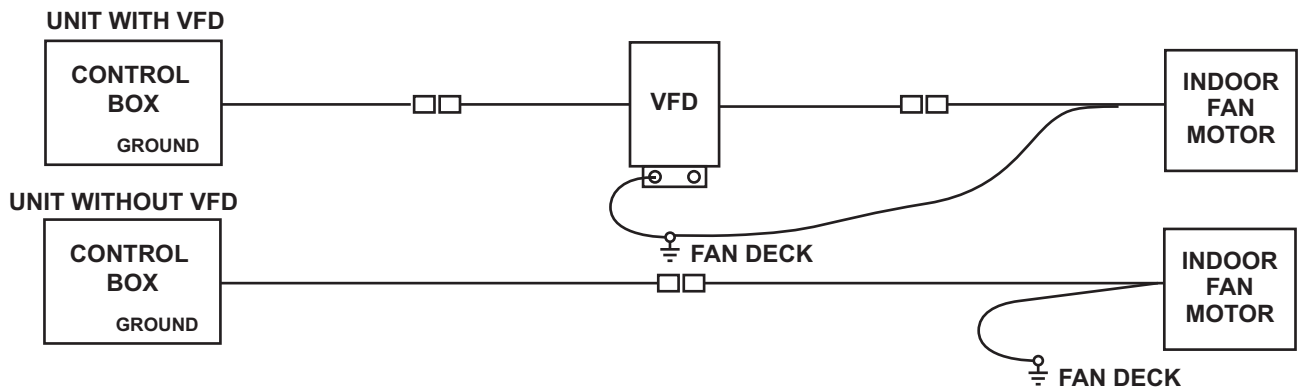 UNIT WITH VFD
CONTROL
BOX
GROUND
VFD
INDOOR
FAN
MOTOR
FAN DECK
UNIT WITHOUT VFD
CONTROL
BOX
GROUND
INDOOR
FAN
MOTOR
FAN DECK